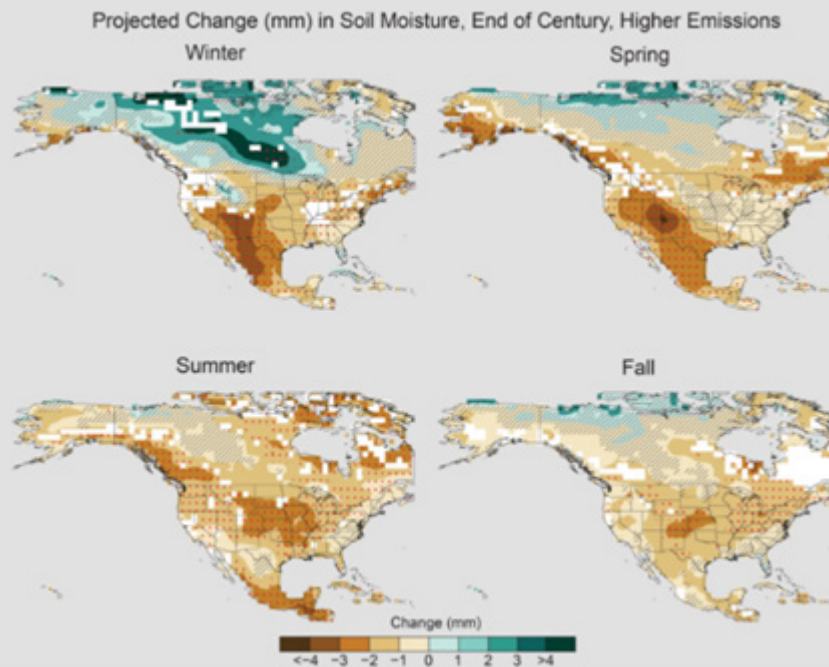 Projected Change (mm) in Soil Moisture, End of Century, Higher Emissions
Winter
Spring
Summer
Fall
Change (mm)
<-4 -3 -2 -1 0 1 2 3 >4